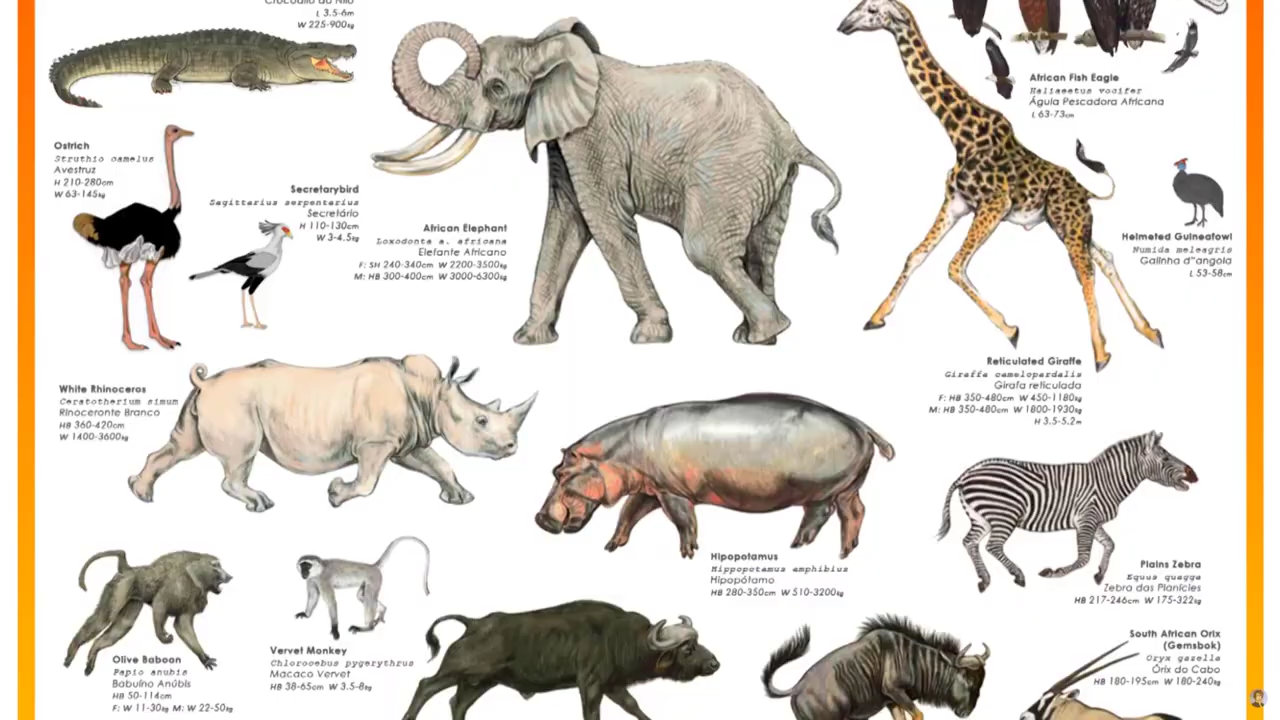 Crocodilo do Nilo
L 3.5-6m
W 225-900kg
Ostrich
Struthio camelus
Avestruz
H 210-280cm
W 63-145kg
Secretarybird
Sagittarius serpentarius
Secretário
H 110-130cm
W 3-4.5kg
African Elephant
Loxodonta a. africana
Elefante Africano
F: SH 240-340cm W 2200-3500kg
M: HB 300-400cm W 3000-6300kg
African Fish Eagle
Haliaeetus vocifer
Águia Pescadora Africana
L 63-73cm
Helmeted Guineafowl
Numida meleagris
Galinha d"angola
L 53-58cm
Reticulated Giraffe
Giraffa camelopardalis
Girafa reticulada
F: HB 350-480cm W 450-1180kg
M: HB 350-480cm W 1800-1930kg
H 3.5-5.2m
White Rhinoceros
Ceratotherium simum
Rinoceronte Branco
HB 360-420cm
W 1400-3600kg
Hipopotamus
Hippopotamus amphibius
Hipopótamo
HB 280-350cm W 510-3200kg
Plains Zebra
Equus quagga
Zebra das Planícies
HB 217-246cm W 175-322kg
Olive Baboon
Papio anubis
Babuíno Anúbis
HB 50-114cm
F: W 11-30kg M: W 22-50kg
Vervet Monkey
Chlorocebus pygerythrus
Macaco Vervet
HB 38-65cm W 3.5-8kg
South African Orix
(Gemsbok)
Oryx gazella
Órix do Cabo
HB 180-195cm W 180-240kg